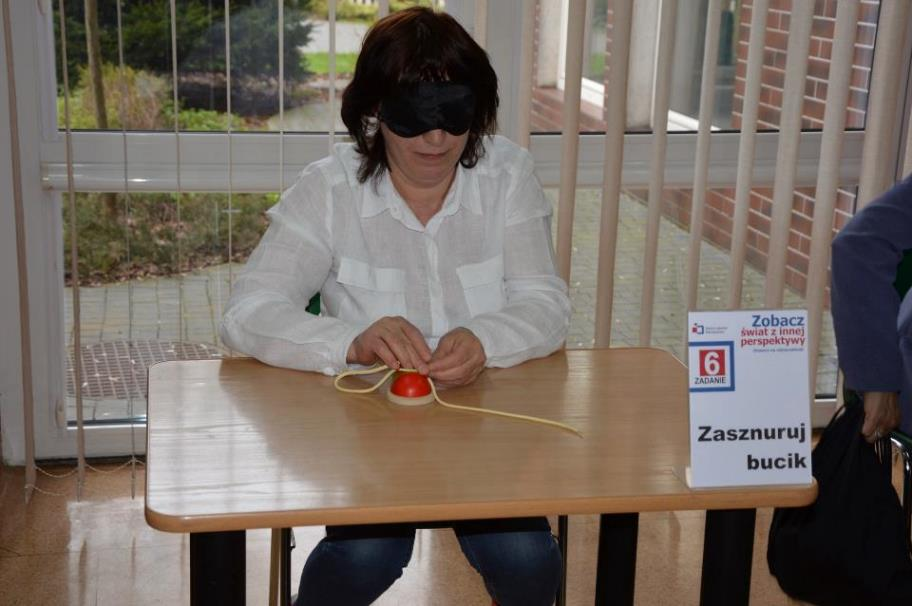 Zobacz
świat z innej
perspektywy
6
ZADANIE
Zasznuruj
bucik